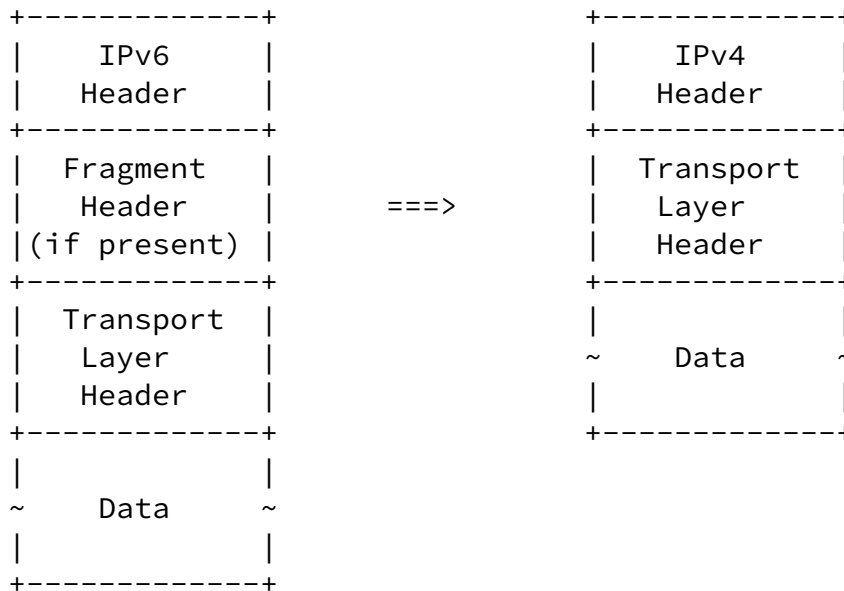 +-------------+                 +-------------+
|    IPv6     |                 |    IPv4     |
|   Header    |                 |   Header    |
+-------------+                 +-------------+
|  Fragment   |                 |  Transport  |
|   Header    |      ===>       |   Layer     |
|(if present) |                 |   Header    |
+-------------+                 +-------------+
|  Transport  |                 |             |
|   Layer     |                 ~    Data     ~
|   Header    |                 |             |
+-------------+                 +-------------+
|             |
~    Data     ~
|             |
+-------------+